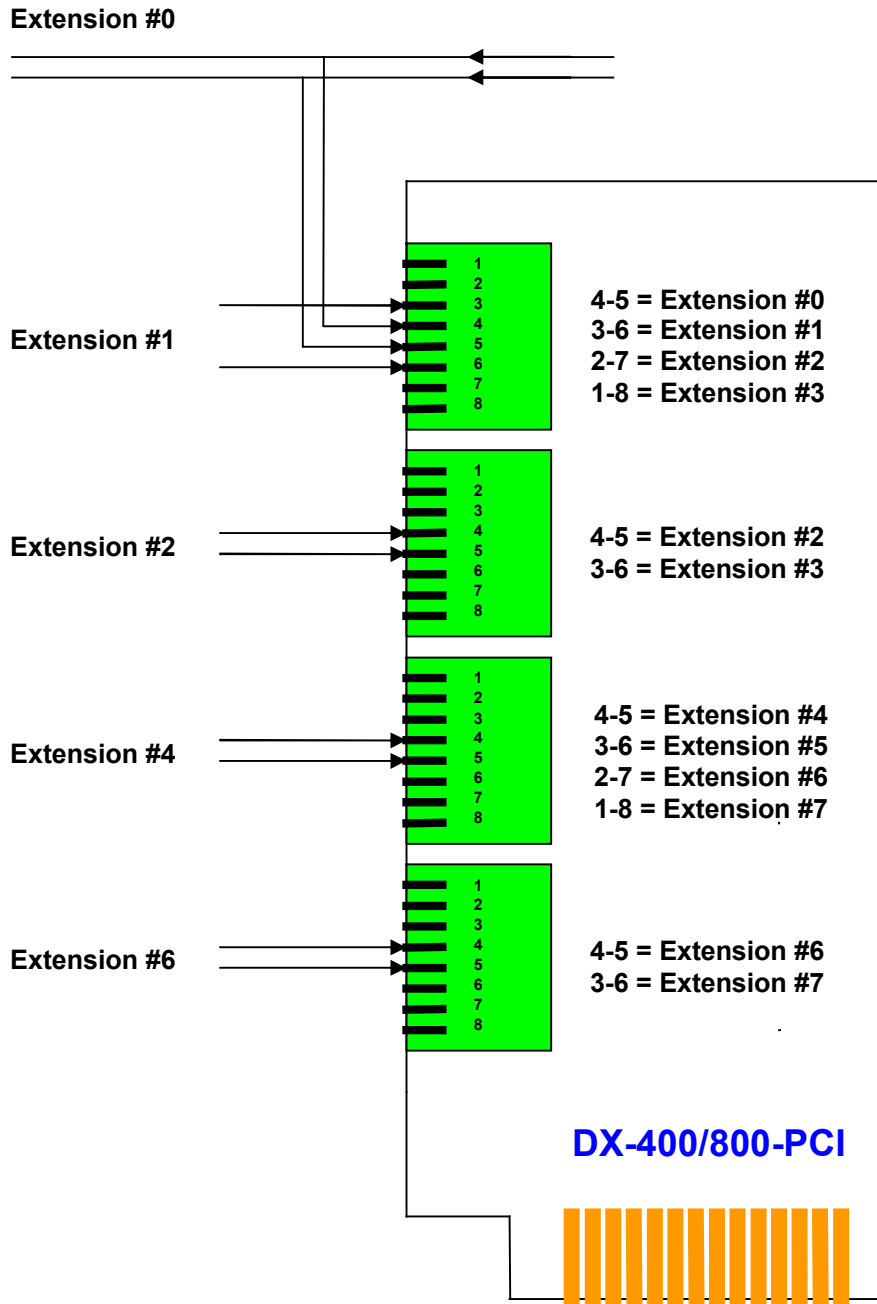 Extension #0
1
2
3
4
5
6
7
8
Extension #1
4-5 = Extension #0
3-6 = Extension #1
2-7 = Extension #2
1-8 = Extension #3
1
2
3
4
5
6
7
8
Extension #2
4-5 = Extension #2
3-6 = Extension #3
1
2
3
4
5
6
7
8
Extension #4
4-5 = Extension #4
3-6 = Extension #5
2-7 = Extension #6
1-8 = Extension #7
1
2
3
4
5
6
7
8
Extension #6
4-5 = Extension #6
3-6 = Extension #7
DX-400/800-PCI